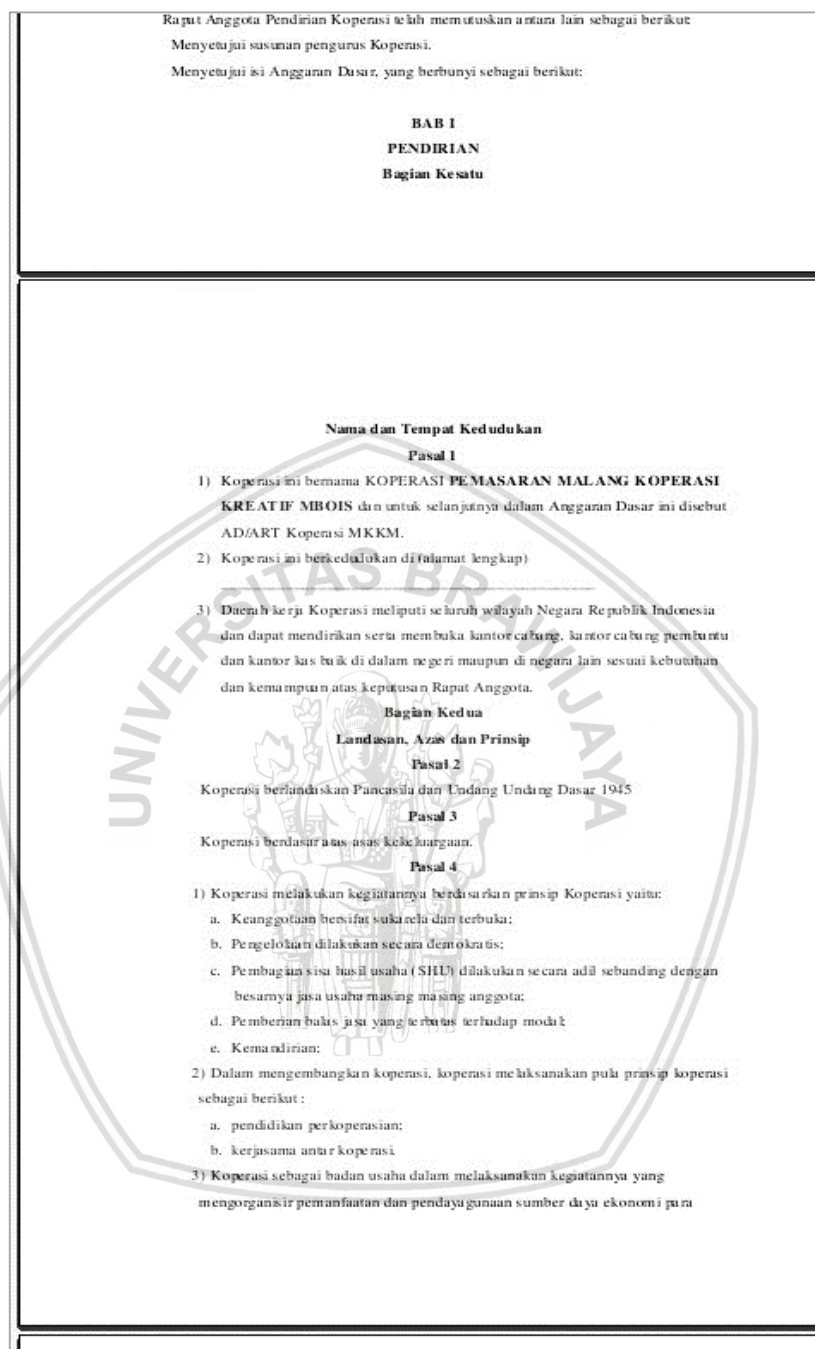 Rapat Anggota Pendirian Koperasi telah memutuskan antara lain sebagai berikut:
Menyetujui susunan pengurus Koperasi.
Menyetujui isi Anggaran Dasar, yang berbunyi sebagai berikut:
BAB I
PENDIRIAN
Bagian Kesatu
Nama dan Tempat Kedudukan
Pasal 1
1) Koperasi ini bernama KOPERASI PEMASARAN MALANG KOPERASI
KREATIF MBOIS dan untuk selanjutnya dalam Anggaran Dasar ini disebut
AD/ART Koperasi MKKM.
2) Koperasi ini berkedudukan di (alamat lengkap)
3) Daerah kerja Koperasi meliputi seluruh wilayah Negara Republik Indonesia
dan dapat mendirikan serta membuka kantor cabang, kantor cabang pembantu
dan kantor kas baik di dalam negeri maupun di negara lain sesuai kebutuhan
dan kemampuan atas keputusan Rapat Anggota.
Bagian Kedua
Landasan, Azas dan Prinsip
Pasal 2
Koperasi berlandaskan Pancasila dan Undang Undang Dasar 1945
Pasal 3
Koperasi berdasar atas asas kekeluargaan.
Pasal 4
1) Koperasi melakukan kegiatannya berdasarkan prinsip Koperasi yaitu:
a. Keanggotaan bersifat sukarela dan terbuka;
b. Pengelolaan dilakukan secara demokratis;
c. Pembagian sisa hasil usaha (SHU) dilakukan secara adil sebanding dengan
besarnya jasa usaha masing masing anggota;
d. Pemberian balas jasa yang terbatas terhadap modal;
e. Kemandirian;
2) Dalam mengembangkan koperasi, koperasi melaksanakan pula prinsip koperasi
sebagai berikut :
a. pendidikan perkoperasian;
b. kerjasama antar koperasi.
3) Koperasi sebagai badan usaha dalam melaksanakan kegiatannya yang
mengorganisir pemanfaatan dan pendayagunaan sumber daya ekonomi para
UNIVERSITAS BRAWIJAYA